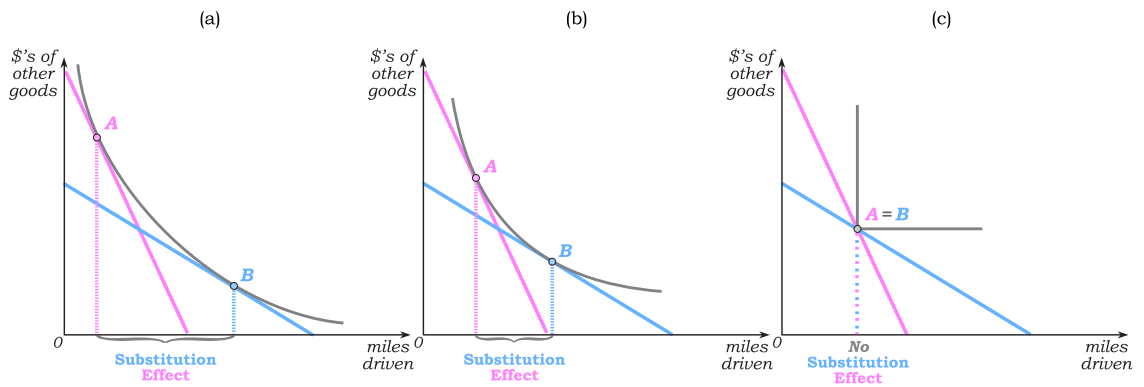 (a)
$'s of
other
goods
A
B
0
miles
driven
Substitution
Effect
(b)
$'s of
other
goods
A
B
0
miles
driven
Substitution
Effect
(c)
$'s of
other
goods
A = B
0
miles
driven
No
Substitution
Effect